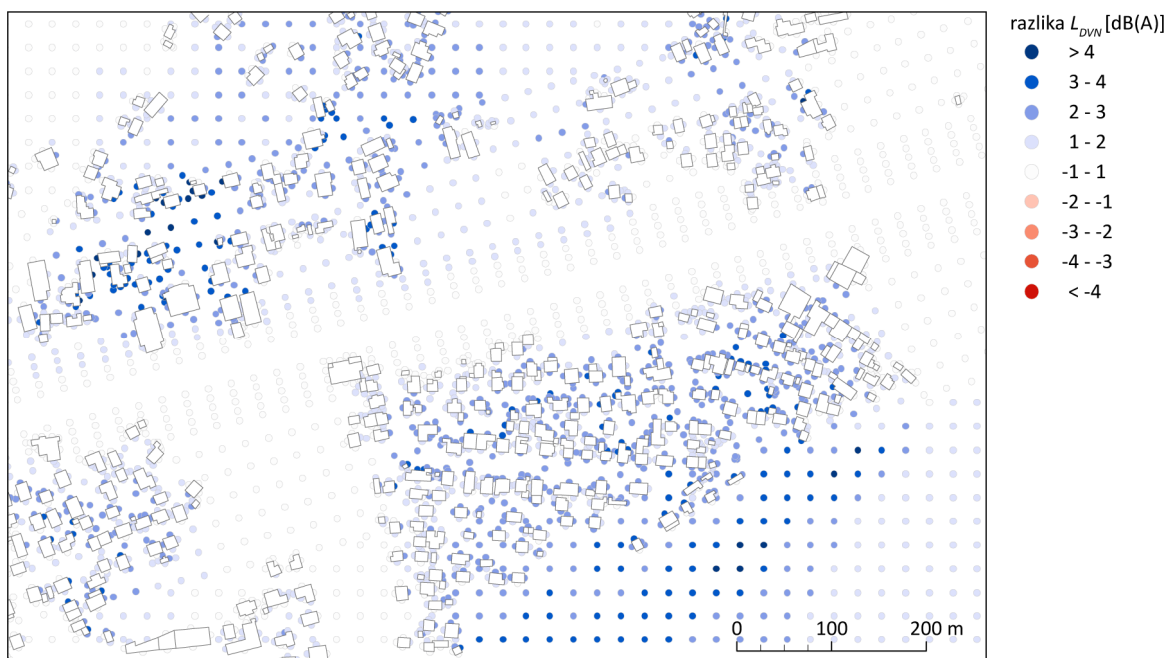 razlika L_DVN [dB(A)]
> 4
3 - 4
2 - 3
1 - 2
-1 - 1
-2 - -1
-3 - -2
-4 - -3
< -4
0 100 200 m